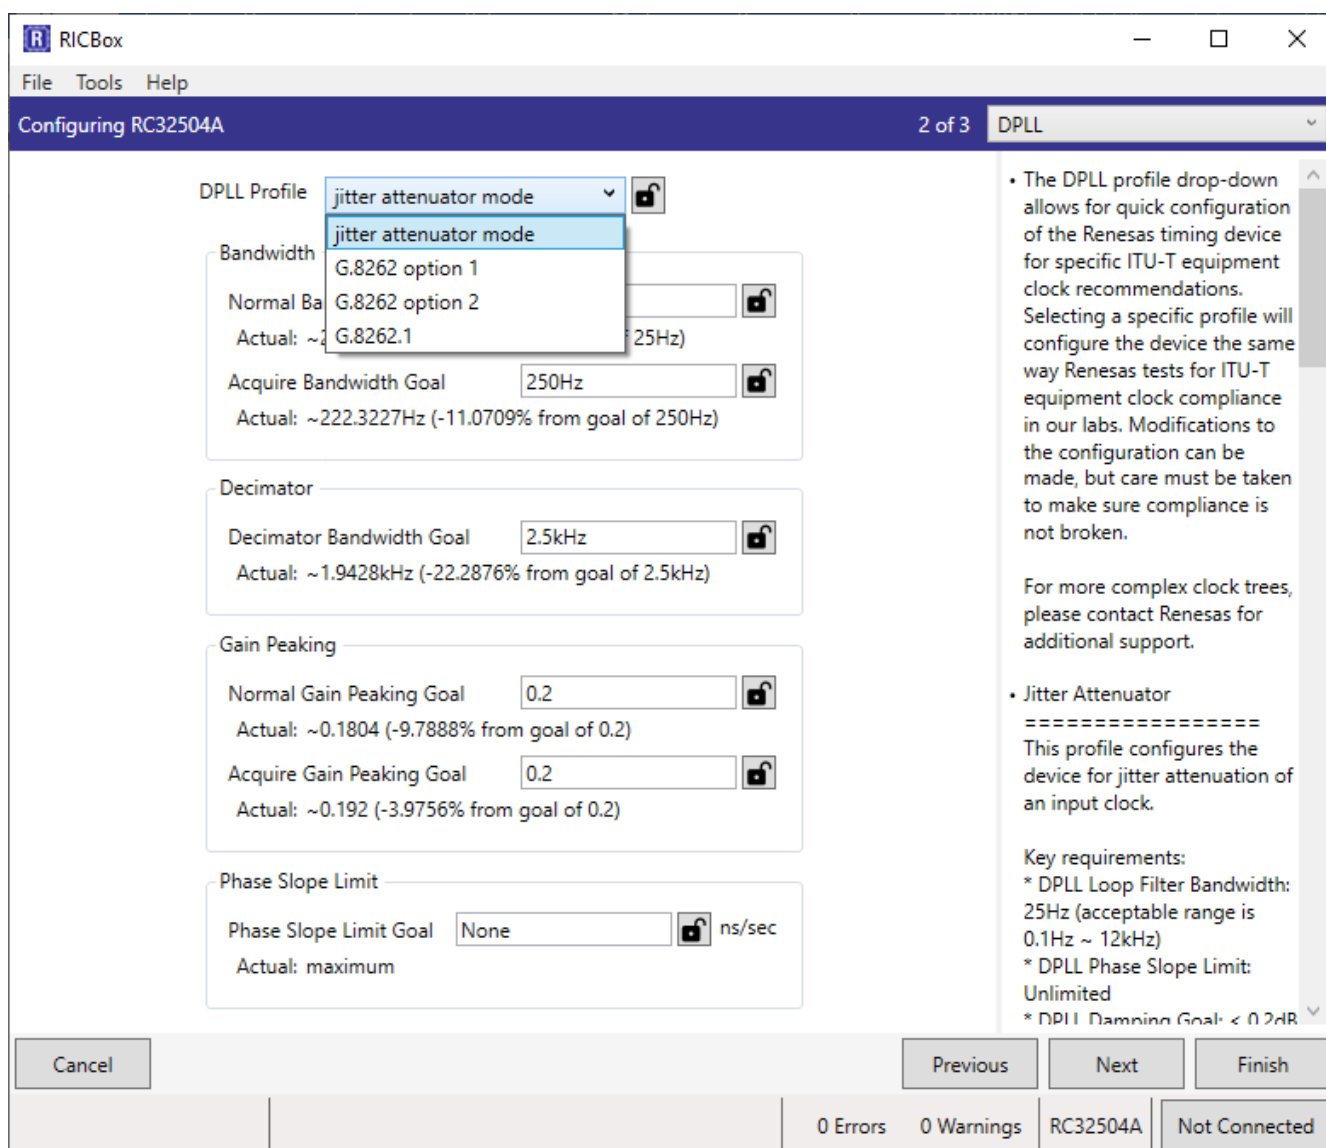 RICBox
File Tools Help
Configuring RC32504A 2 of 3 DPLL
DPLL Profile jitter attenuator mode
jitter attenuator mode
G.8262 option 1
G.8262 option 2
G.8262.1
Bandwidth
Normal Ba
Actual: ~2 f 25Hz)
Acquire Bandwidth Goal 250Hz
Actual: ~222.3227Hz (-11.0709% from goal of 250Hz)
Decimator
Decimator Bandwidth Goal 2.5kHz
Actual: ~1.9428kHz (-22.2876% from goal of 2.5kHz)
Gain Peaking
Normal Gain Peaking Goal 0.2
Actual: ~0.1804 (-9.7888% from goal of 0.2)
Acquire Gain Peaking Goal 0.2
Actual: ~0.192 (-3.9756% from goal of 0.2)
Phase Slope Limit
Phase Slope Limit Goal None ns/sec
Actual: maximum
• The DPLL profile drop-down
allows for quick configuration
of the Renesas timing device
for specific ITU-T equipment
clock recommendations.
Selecting a specific profile will
configure the device the same
way Renesas tests for ITU-T
equipment clock compliance
in our labs. Modifications to
the configuration can be
made, but care must be taken
to make sure compliance is
not broken.
For more complex clock trees,
please contact Renesas for
additional support.
• Jitter Attenuator
=================
This profile configures the
device for jitter attenuation of
an input clock.
Key requirements:
* DPLL Loop Filter Bandwidth:
25Hz (acceptable range is
0.1Hz ~ 12kHz)
* DPLL Phase Slope Limit:
Unlimited
* DPLL Damping Goal: < 0.2dB
Cancel Previous Next Finish
0 Errors 0 Warnings RC32504A Not Connected